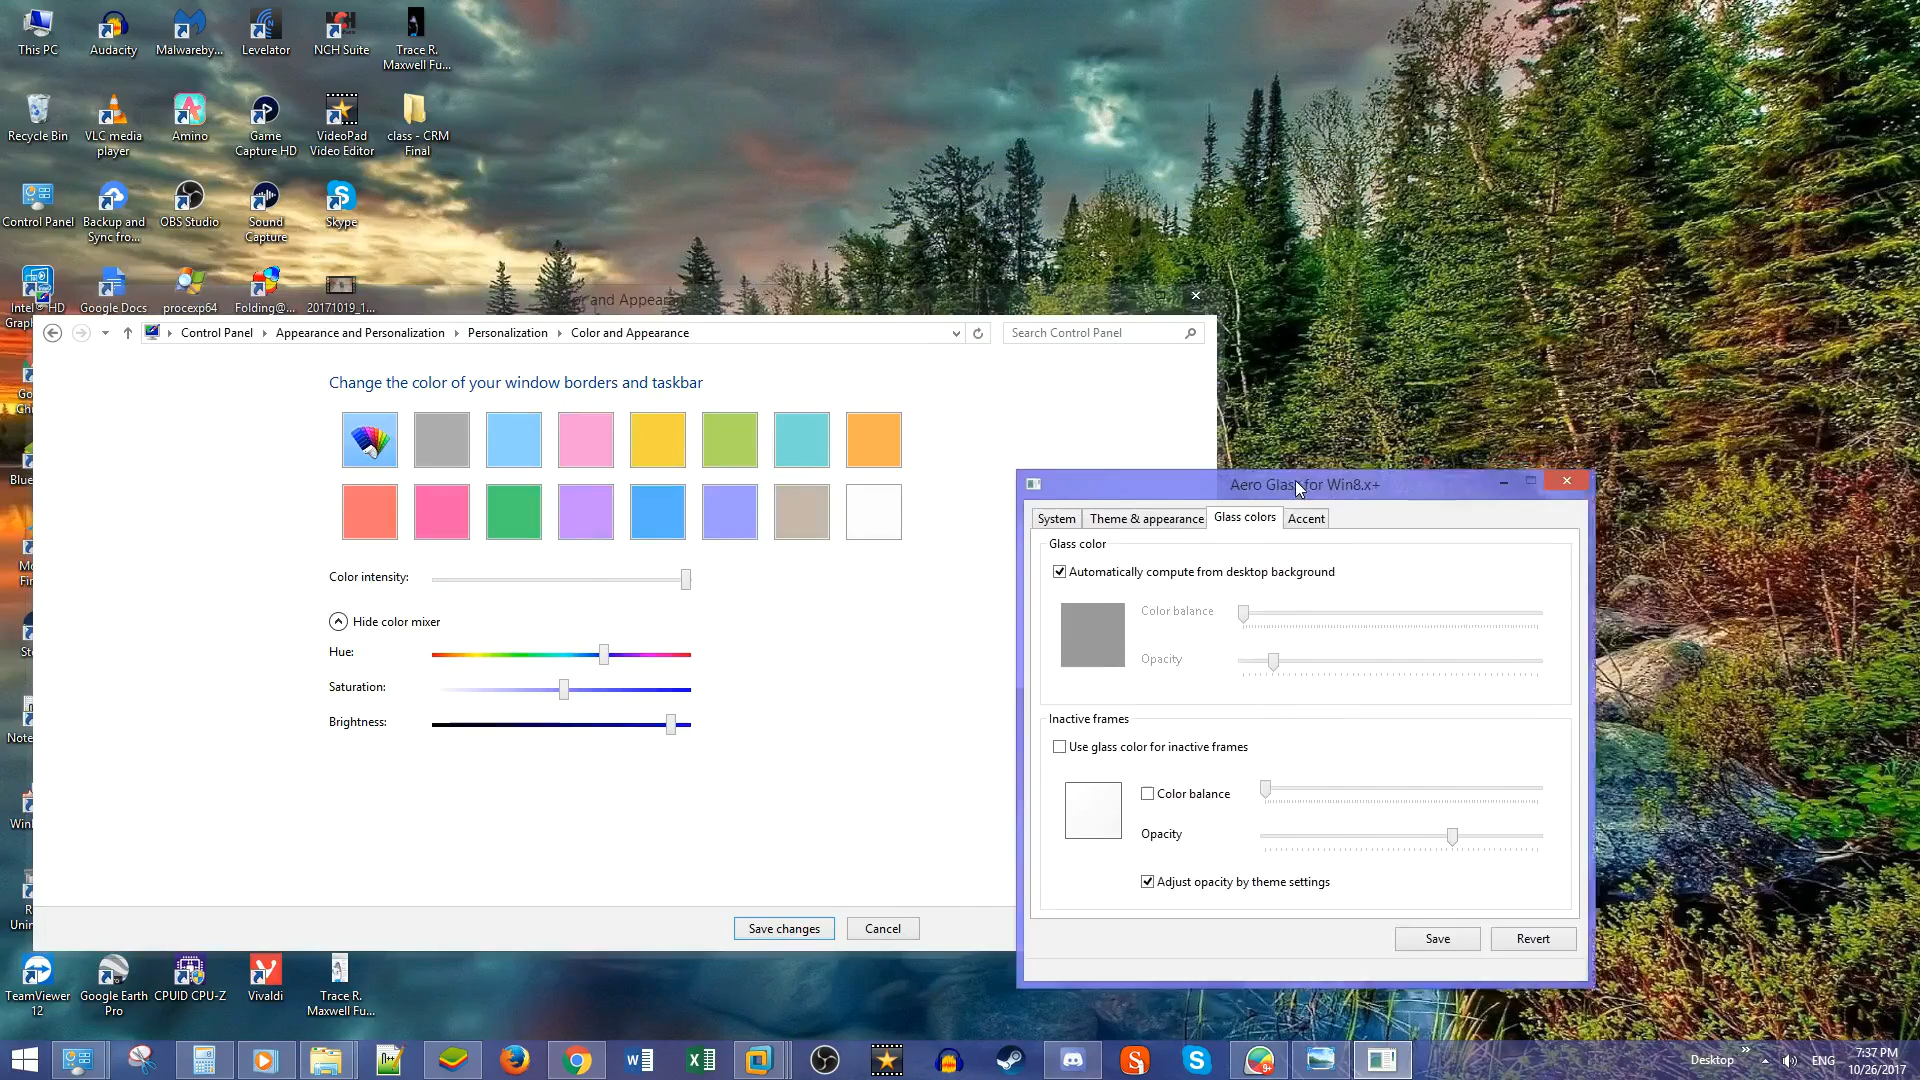 This PC
Audacity
Malwareby...
Levelator
NCH Suite
Trace R.
Maxwell Fu...
Recycle Bin
VLC media
player
Amino
Game
Capture HD
VideoPad
Video Editor
class - CRM
Final
Control Panel
Backup and
Sync fro...
OBS Studio
Sound
Capture
Skype
Intel® HD
Google Docs
procexp64
Folding@...
20171019_1...
and Appearance
Control Panel
Appearance and Personalization
Personalization
Color and Appearance
Search Control Panel
Change the color of your window borders and taskbar
Color intensity:
Hide color mixer
Hue:
Saturation:
Brightness:
Save changes
Cancel
Aero Glass for Win8.x+
System
Theme & appearance
Glass colors
Accent
Glass color
Automatically compute from desktop background
Color balance
Opacity
Inactive frames
Use glass color for inactive frames
Color balance
Opacity
Adjust opacity by theme settings
Save
Revert
TeamViewer
12
Google Earth
Pro
CPUID CPU-Z
Vivaldi
Trace R.
Maxwell Fu...
Desktop
ENG
7:37 PM
10/26/2017